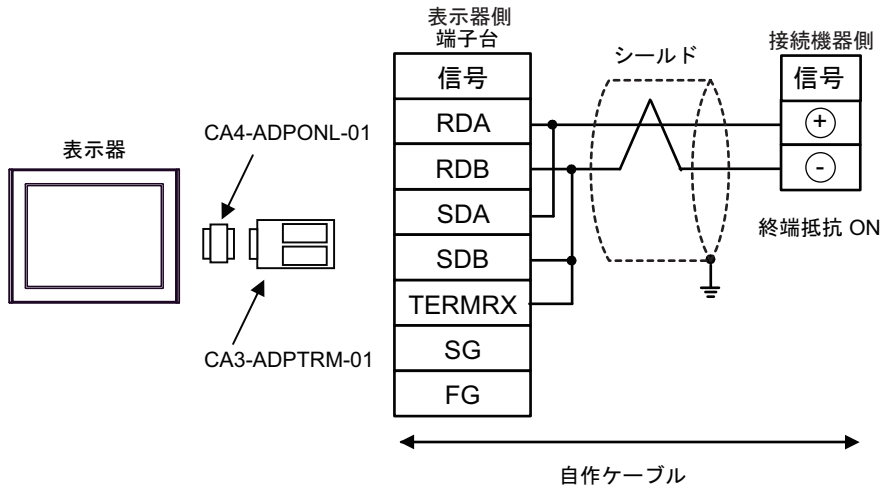 表示器
CA4-ADPONL-01
CA3-ADPTRM-01
表示器側
端子台
信号
RDA
RDB
SDA
SDB
TERMRX
SG
FG
シールド
接続機器側
信号
+
-
終端抵抗 ON
自作ケーブル